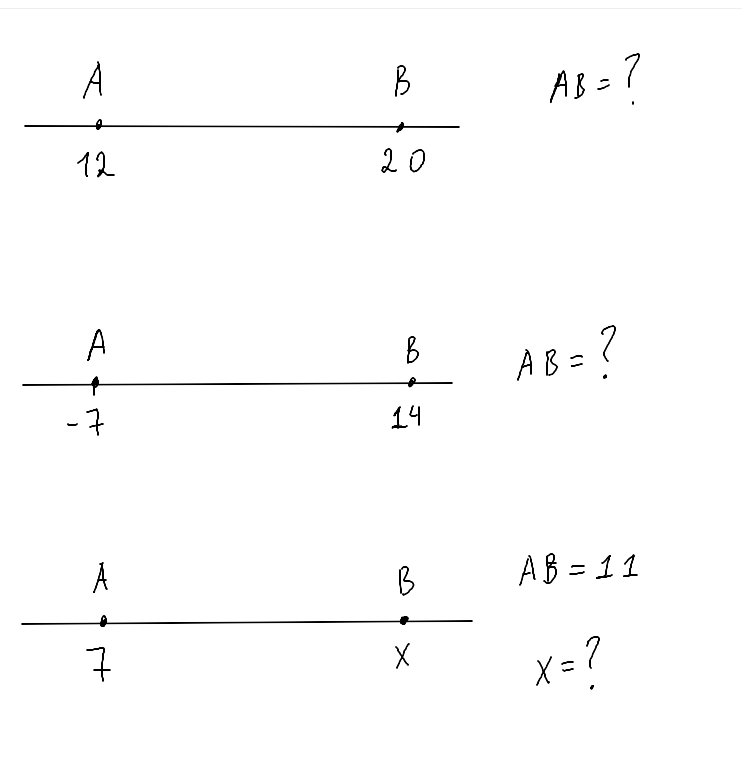 A B AB = ?
12 20
A B AB = ?
-7 14
A B AB = 11
7 x x = ?